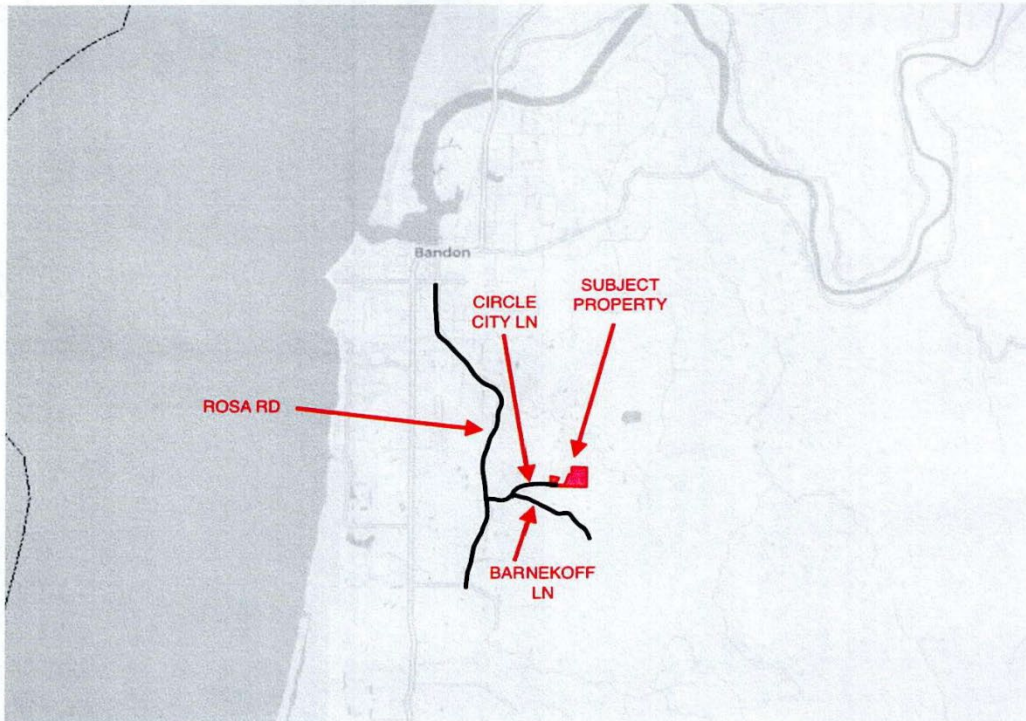 Bandon
CIRCLE
CITY LN
SUBJECT
PROPERTY
ROSA RD
BARNEKOFF
LN